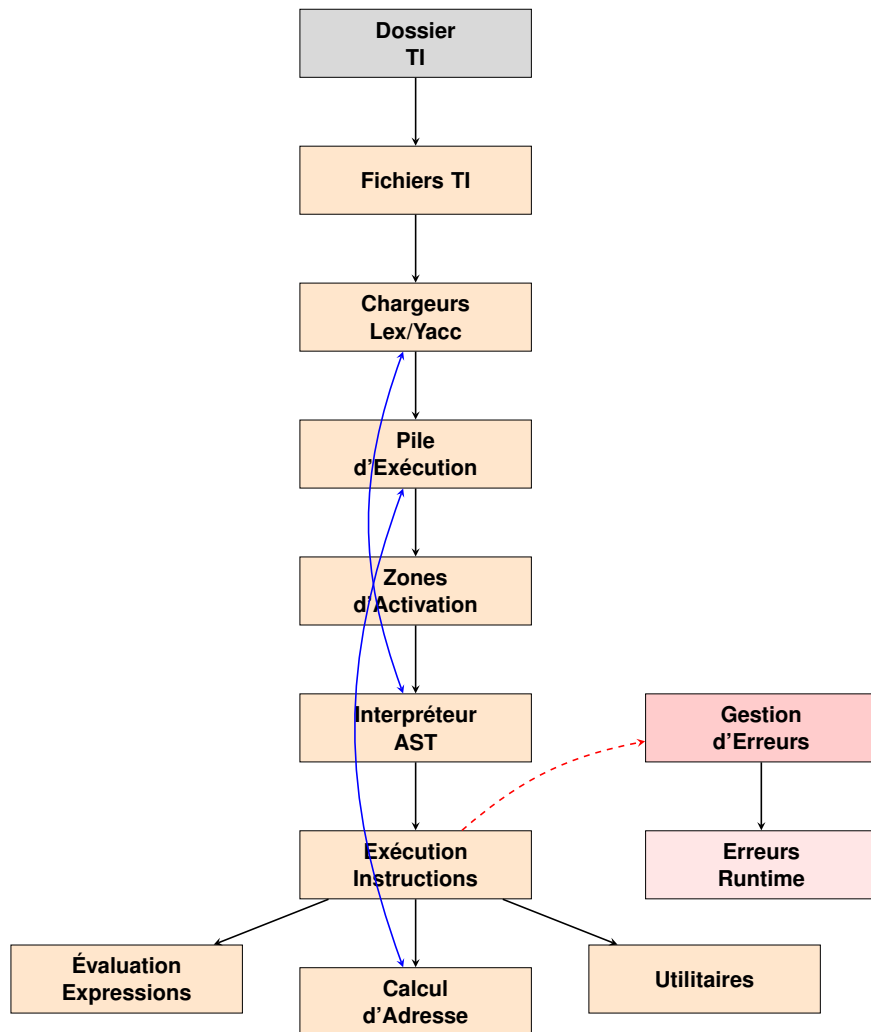 Dossier
TI
Fichiers TI
Chargeurs
Lex/Yacc
Pile
d'Exécution
Zones
d'Activation
Interpréteur
AST
Gestion
d'Erreurs
Exécution
Instructions
Erreurs
Runtime
Évaluation
Expressions
Calcul
d'Adresse
Utilitaires